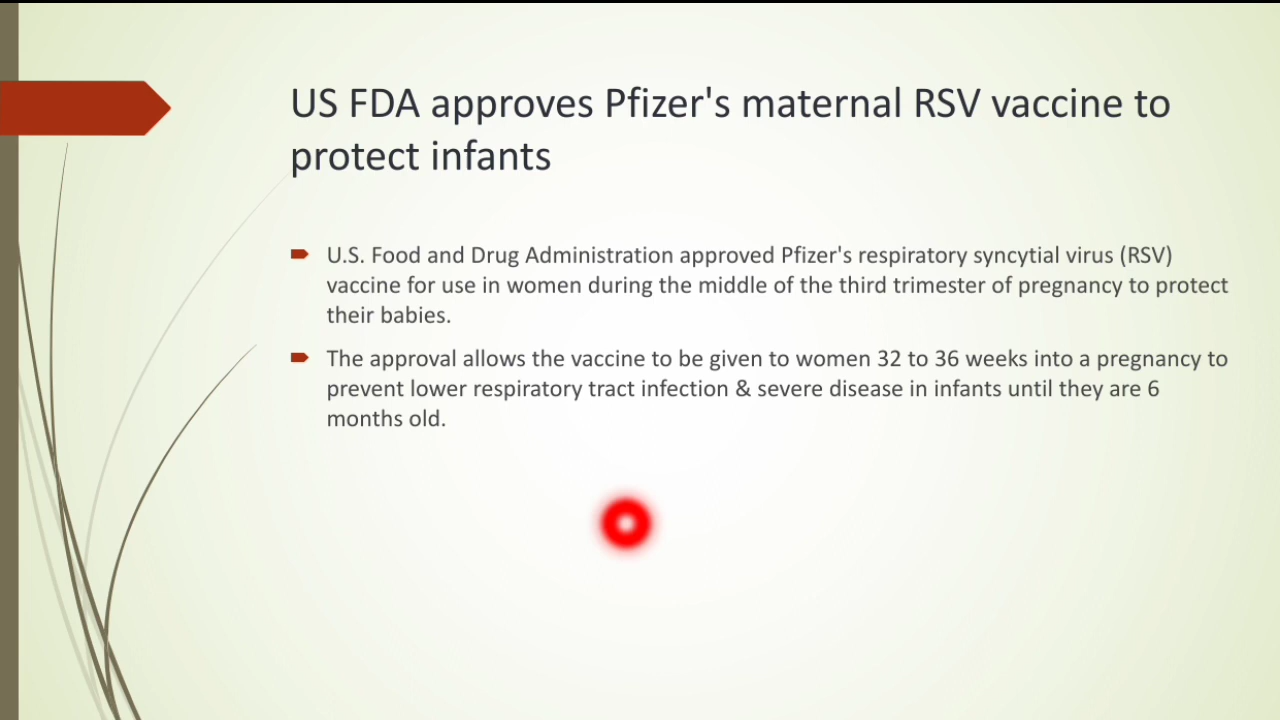 US FDA approves Pfizer's maternal RSV vaccine to
protect infants
U.S. Food and Drug Administration approved Pfizer's respiratory syncytial virus (RSV)
vaccine for use in women during the middle of the third trimester of pregnancy to protect
their babies.
The approval allows the vaccine to be given to women 32 to 36 weeks into a pregnancy to
prevent lower respiratory tract infection & severe disease in infants until they are 6
months old.